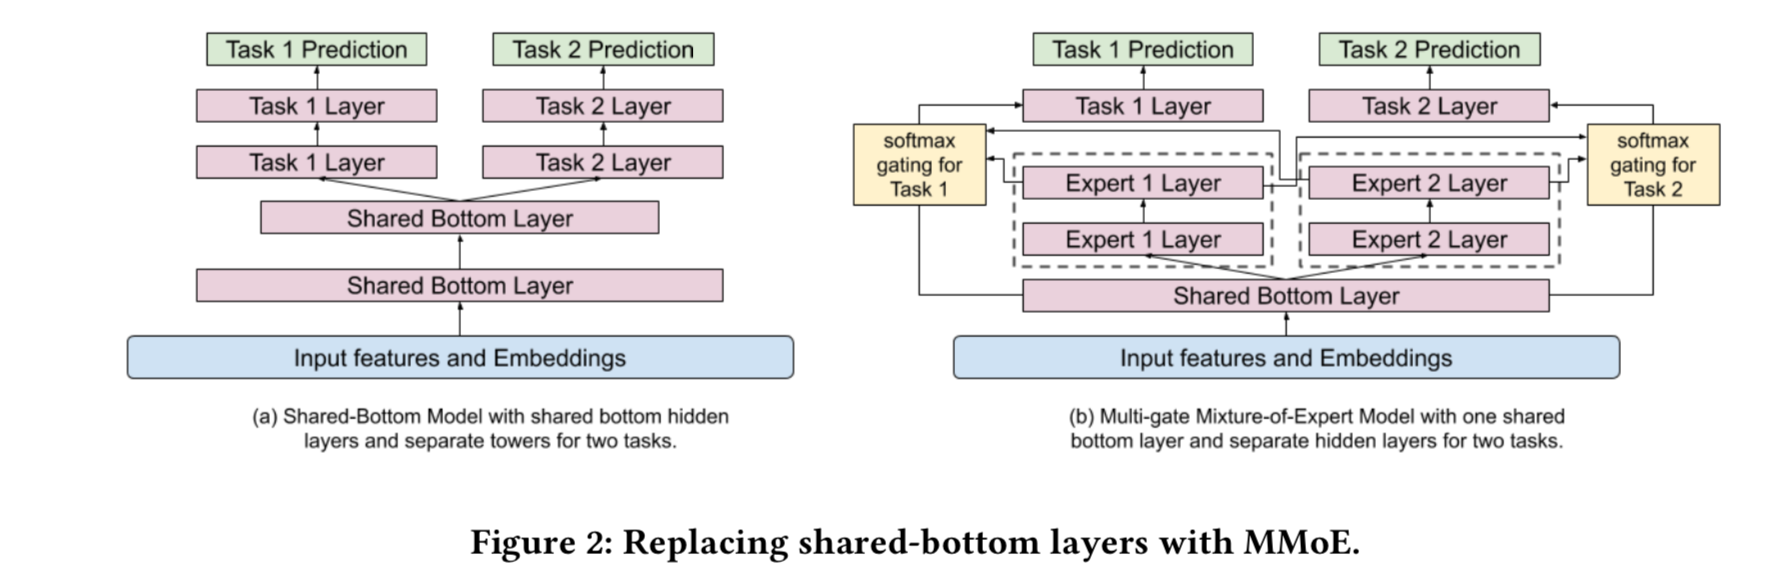 Task 1 Prediction
Task 2 Prediction
Task 1 Layer
Task 2 Layer
Task 1 Layer
Task 2 Layer
Shared Bottom Layer
Shared Bottom Layer
Input features and Embeddings
(a) Shared-Bottom Model with shared bottom hidden
layers and separate towers for two tasks.
Task 1 Prediction
Task 2 Prediction
Task 1 Layer
Task 2 Layer
softmax
gating for
Task 1
softmax
gating for
Task 2
Expert 1 Layer
Expert 2 Layer
Expert 1 Layer
Expert 2 Layer
Shared Bottom Layer
Input features and Embeddings
(b) Multi-gate Mixture-of-Expert Model with one shared
bottom layer and separate hidden layers for two tasks.
Figure 2: Replacing shared-bottom layers with MMoE.